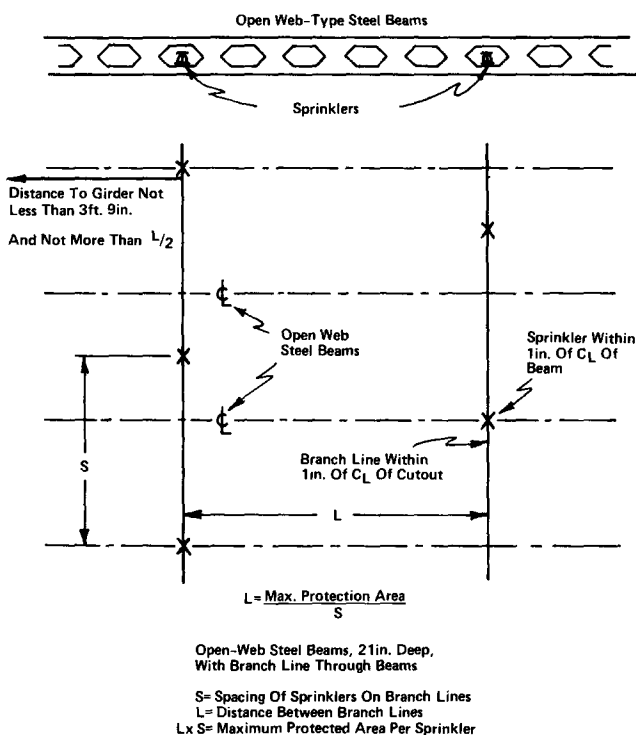 Open Web-Type Steel Beams
Sprinklers
Distance To Girder Not
Less Than 3ft. 9in.
And Not More Than L/2
℄
Open Web
Steel Beams
℄
Sprinkler Within
1in. Of CL Of
Beam
Branch Line Within
1in. Of CL Of Cutout
S
L
L= Max. Protection Area
S
Open-Web Steel Beams, 21in. Deep,
With Branch Line Through Beams
S= Spacing Of Sprinklers On Branch Lines
L= Distance Between Branch Lines
L x S= Maximum Protected Area Per Sprinkler